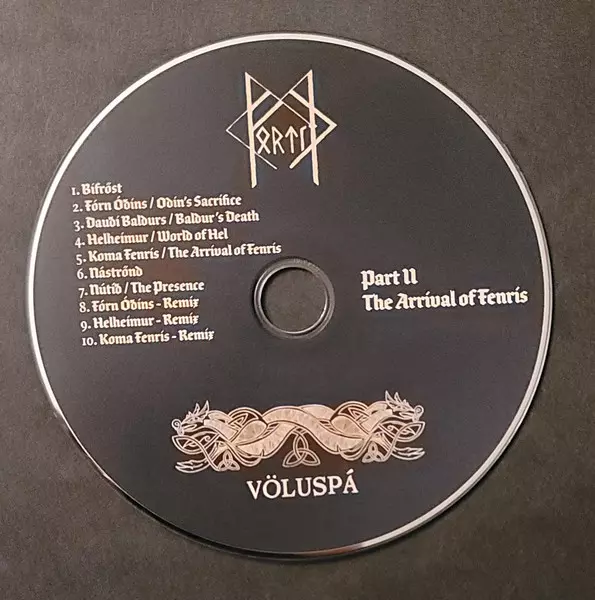 FORTÍÐ
1. Bifröst
2. Fórn Óðins / Odin's Sacrifice
3. Dauði Baldurs / Baldur's Death
4. Helheimur / World of Hel
5. Koma Fenris / The Arrival of Fenris
6. Náströnd
7. Nútíð / The Presence
8. Fórn Óðins - Remix
9. Helheimur - Remix
10. Koma Fenris - Remix
Part II
The Arrival of Fenris
VÖLUSPÁ